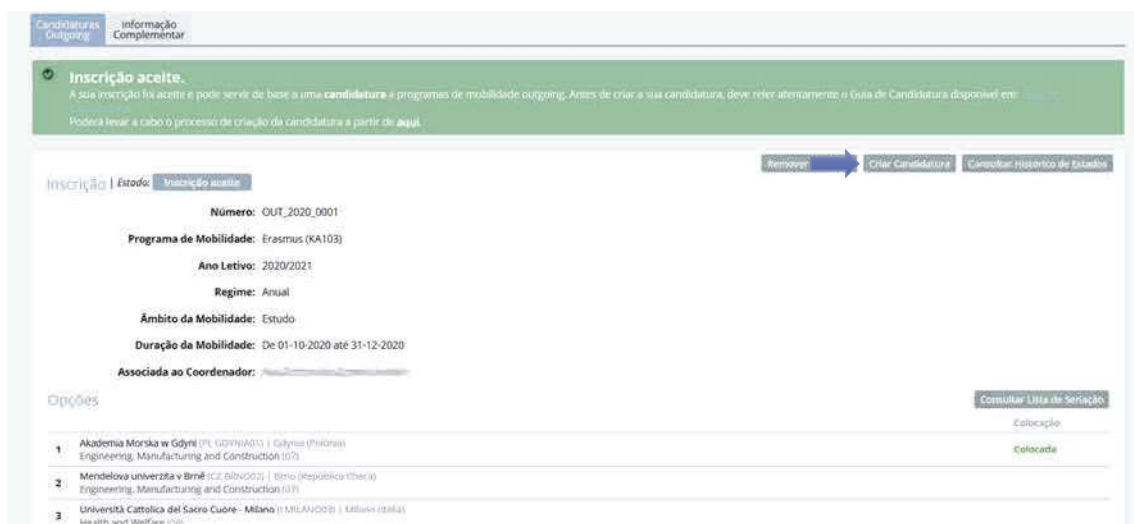 Candidaturas Outgoing
Informação Complementar
Inscrição aceite.
A sua inscrição foi aceite e pode servir de base a uma candidatura a programas de mobilidade outgoing. Antes de criar a sua candidatura, deve reler atentamente o Guia de Candidatura disponível em:
Poderá levar a cabo o processo de criação da candidatura a partir de aqui.
Remover Criar Candidatura Consultar Histórico de Estados
Inscrição | Estado: Inscrição aceite
Número: OUT_2020_0001
Programa de Mobilidade: Erasmus (KA103)
Ano Letivo: 2020/2021
Regime: Anual
Âmbito da Mobilidade: Estudo
Duração da Mobilidade: De 01-10-2020 até 31-12-2020
Associada ao Coordenador:
Opções Consultar Lista de Seriação
Colocação
1 Akademia Morska w Gdyni (PL GDYNIA01) | Gdynia (Polónia) Colocada
Engineering, Manufacturing and Construction (07)
2 Mendelova univerzita v Brně (CZ BRNO02) | Brno (República Checa)
Engineering, Manufacturing and Construction (07)
3 Università Cattolica del Sacro Cuore - Milano (I MILANO03) | Milano (Itália)
Health and Welfare (09)